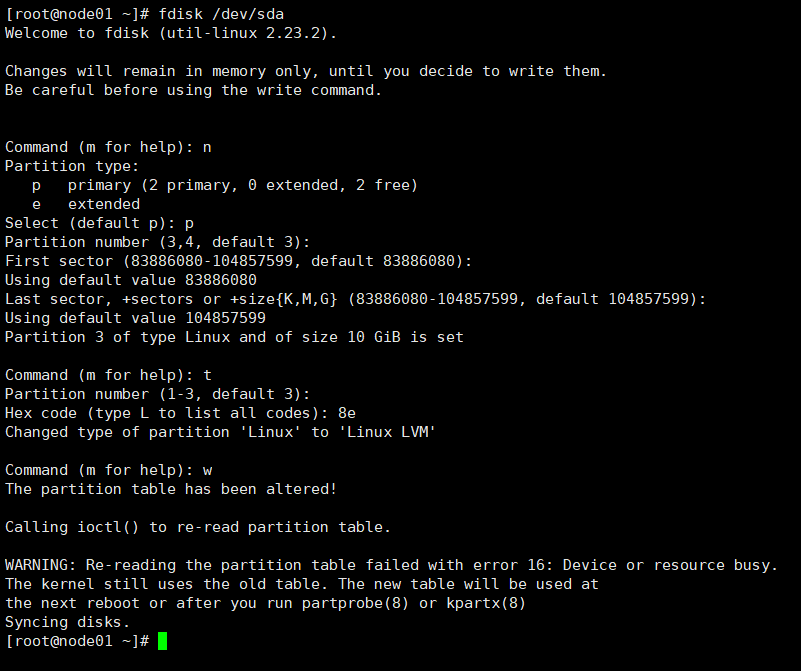 [root@node01 ~]# fdisk /dev/sda
Welcome to fdisk (util-linux 2.23.2).
Changes will remain in memory only, until you decide to write them.
Be careful before using the write command.
Command (m for help): n
Partition type:
   p   primary (2 primary, 0 extended, 2 free)
   e   extended
Select (default p): p
Partition number (3,4, default 3):
First sector (83886080-104857599, default 83886080):
Using default value 83886080
Last sector, +sectors or +size{K,M,G} (83886080-104857599, default 104857599):
Using default value 104857599
Partition 3 of type Linux and of size 10 GiB is set
Command (m for help): t
Partition number (1-3, default 3):
Hex code (type L to list all codes): 8e
Changed type of partition 'Linux' to 'Linux LVM'
Command (m for help): w
The partition table has been altered!
Calling ioctl() to re-read partition table.
WARNING: Re-reading the partition table failed with error 16: Device or resource busy.
The kernel still uses the old table. The new table will be used at
the next reboot or after you run partprobe(8) or kpartx(8)
Syncing disks.
[root@node01 ~]#